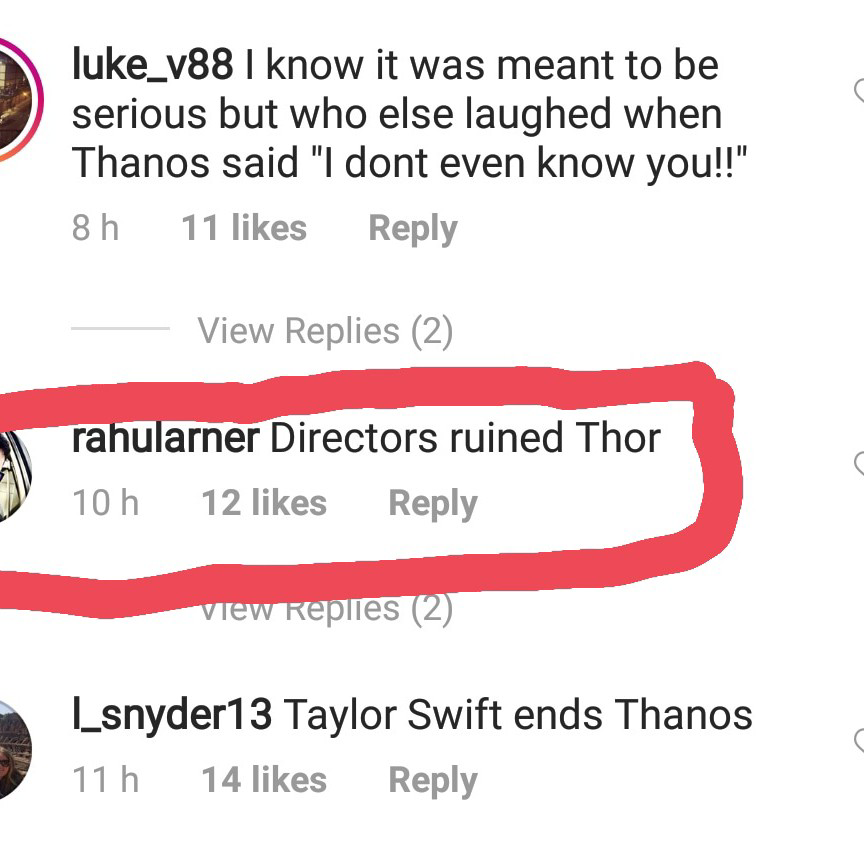 luke_v88 I know it was meant to be
serious but who else laughed when
Thanos said "I dont even know you!!"
8 h 11 likes Reply
View Replies (2)
rahularner Directors ruined Thor
10 h 12 likes Reply
View Replies (2)
l_snyder13 Taylor Swift ends Thanos
11 h 14 likes Reply